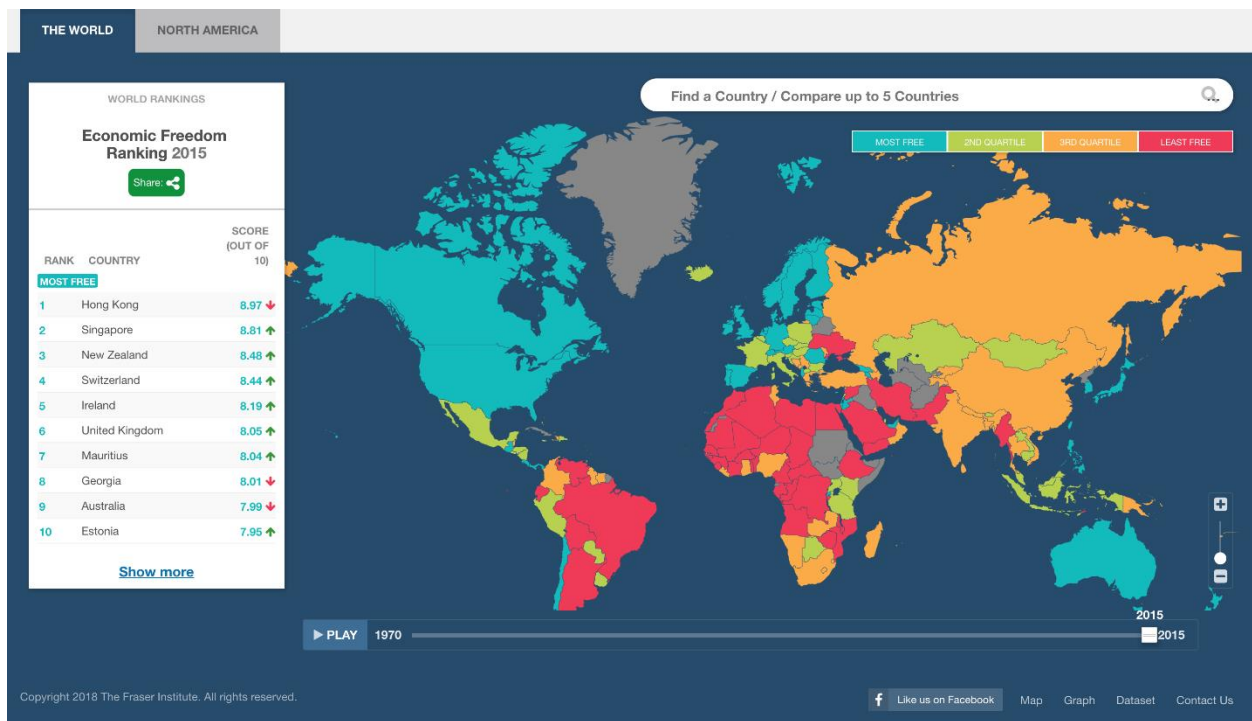 THE WORLD
NORTH AMERICA
WORLD RANKINGS
Economic Freedom
Ranking 2015
Share:
SCORE
(OUT OF
RANK COUNTRY 10)
MOST FREE
1 Hong Kong 8.97
2 Singapore 8.81
3 New Zealand 8.48
4 Switzerland 8.44
5 Ireland 8.19
6 United Kingdom 8.05
7 Mauritius 8.04
8 Georgia 8.01
9 Australia 7.99
10 Estonia 7.95
Show more
Find a Country / Compare up to 5 Countries
MOST FREE 2ND QUARTILE 3RD QUARTILE LEAST FREE
2015
PLAY 1970 2015
Copyright 2018 The Fraser Institute. All rights reserved.
f Like us on Facebook Map Graph Dataset Contact Us